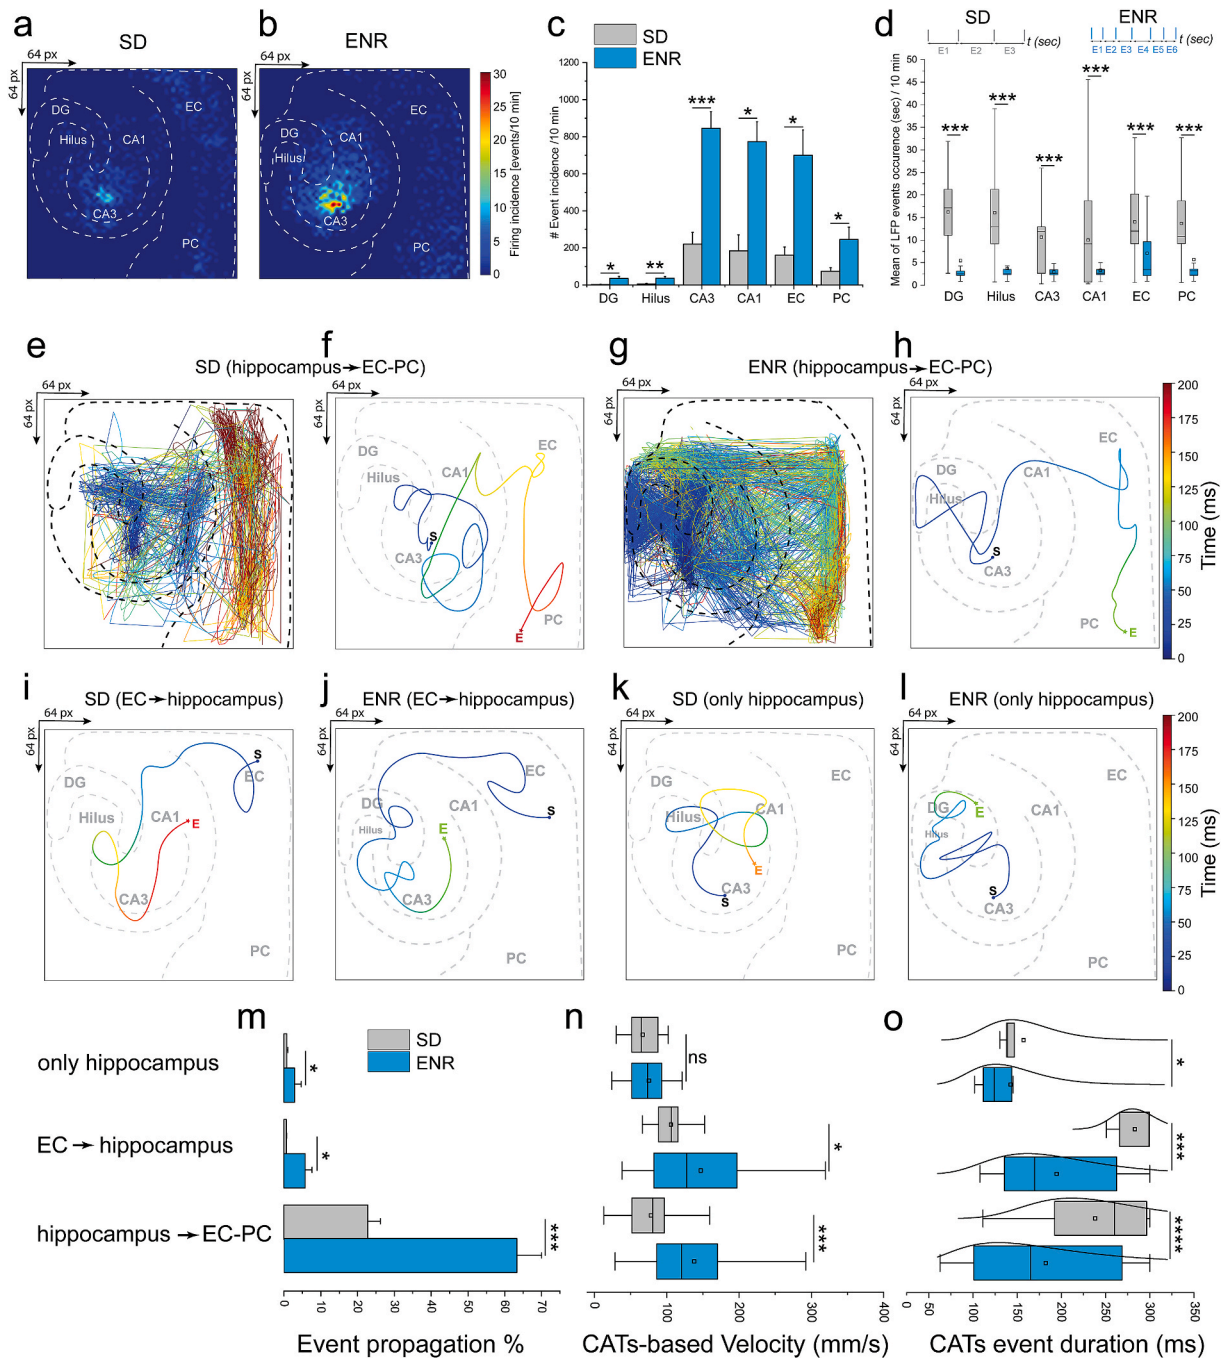 a
SD
64 px
64 px
DG
Hilus
CA1
CA3
EC
PC
b
ENR
64 px
DG
Hilus
CA1
CA3
EC
PC
30
25
20
15
10
5
0
Firing incidence [events/10 min]
c
SD
ENR
# Event incidence /10 min
1200
1000
800
600
400
200
0
* ** *** * * *
DG Hilus CA3 CA1 EC PC
d
SD ENR
t (sec) t (sec)
E1 E2 E3 E1 E2 E3 E4 E5 E6
Mean of LFP events occurence (sec) / 10 min
50
45
40
35
30
25
20
15
10
5
0
*** *** *** *** *** ***
DG Hilus CA3 CA1 EC PC
e f
SD (hippocampus→EC-PC)
64 px
64 px
64 px
64 px
DG
Hilus
CA1
CA3
EC
PC
S
E
g h
ENR (hippocampus→EC-PC)
64 px
64 px
64 px
64 px
DG
Hilus
CA1
CA3
EC
PC
S
E
200
175
150
125
100
75
50
25
0
Time (ms)
i
SD (EC→hippocampus)
64 px
64 px
DG
Hilus
CA1
CA3
EC
PC
S
E
j
ENR (EC→hippocampus)
64 px
64 px
DG
Hilus
CA1
CA3
EC
PC
S
E
k
SD (only hippocampus)
64 px
64 px
DG
Hilus
CA1
CA3
EC
PC
S
E
l
ENR (only hippocampus)
64 px
64 px
DG
Hilus
CA1
CA3
EC
PC
S
E
200
175
150
125
100
75
50
25
0
Time (ms)
m
SD
ENR
only hippocampus
EC → hippocampus
hippocampus → EC-PC
*
*
***
0 10 20 30 40 50 60 70
Event propagation %
n
ns
*
***
0 100 200 300 400
CATs-based Velocity (mm/s)
o
*
***
****
0 50 100 150 200 250 300 350
CATs event duration (ms)